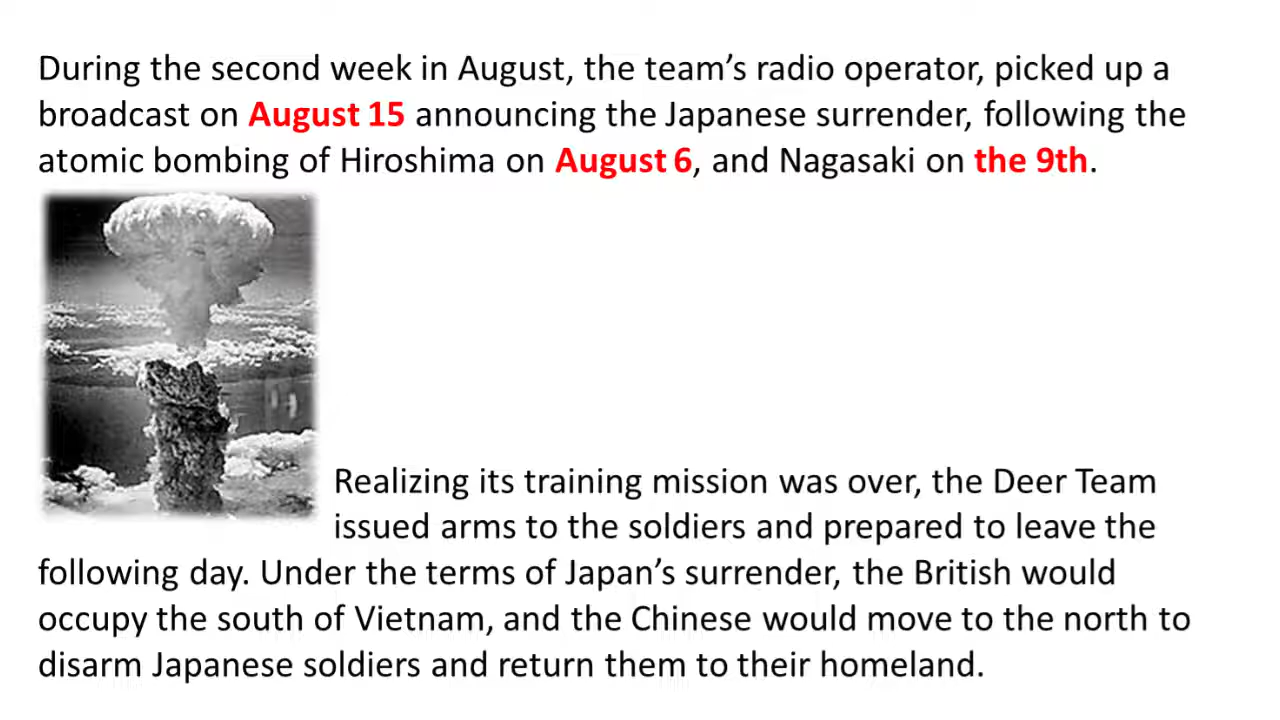 During the second week in August, the team’s radio operator, picked up a
broadcast on August 15 announcing the Japanese surrender, following the
atomic bombing of Hiroshima on August 6, and Nagasaki on the 9th.
Realizing its training mission was over, the Deer Team
issued arms to the soldiers and prepared to leave the
following day. Under the terms of Japan’s surrender, the British would
occupy the south of Vietnam, and the Chinese would move to the north to
disarm Japanese soldiers and return them to their homeland.